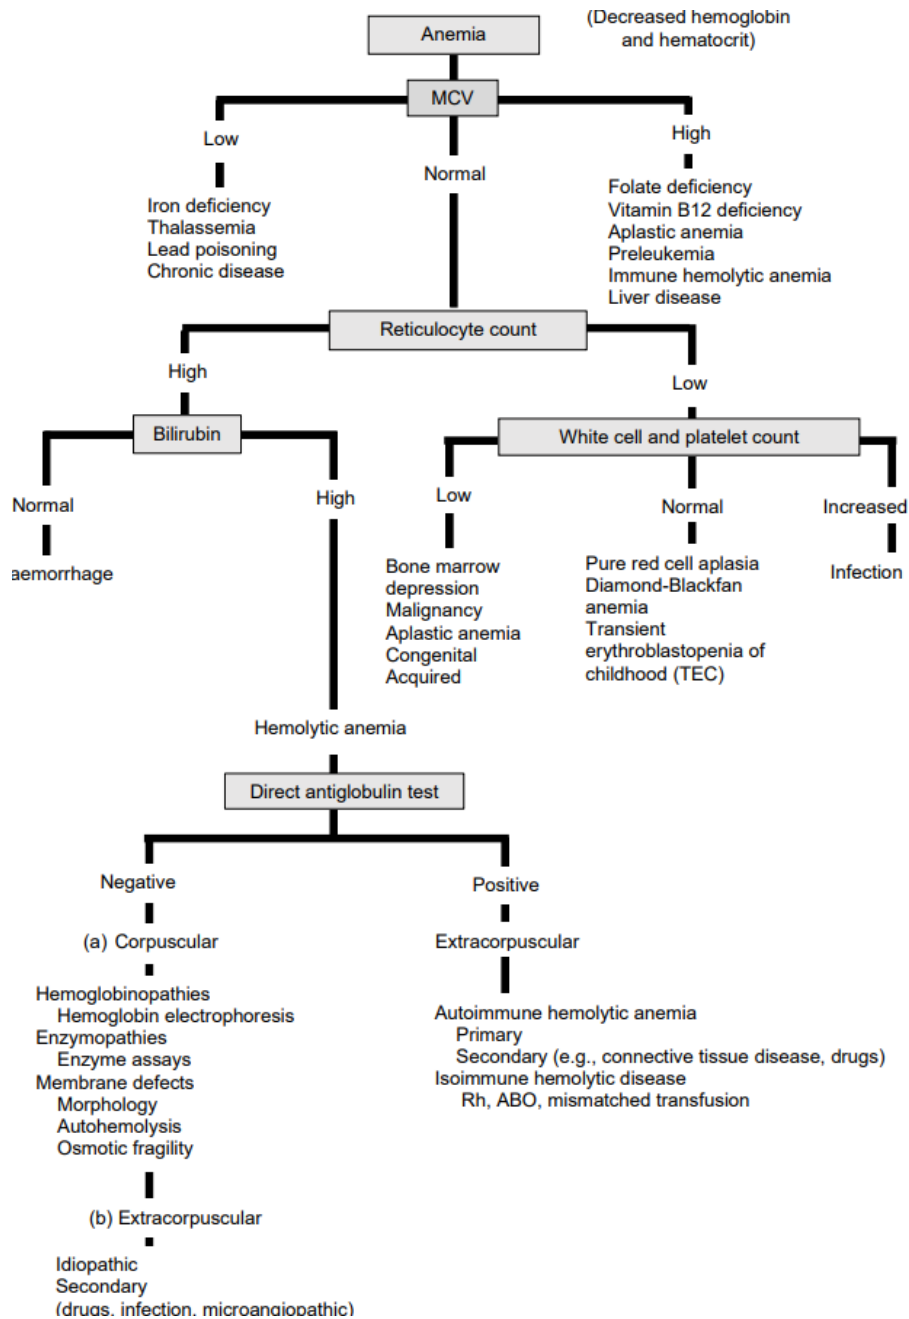 Anemia
(Decreased hemoglobin
and hematocrit)
MCV
Low
Normal
High
Iron deficiency
Thalassemia
Lead poisoning
Chronic disease
Folate deficiency
Vitamin B12 deficiency
Aplastic anemia
Preleukemia
Immune hemolytic anemia
Liver disease
Reticulocyte count
High
Low
Bilirubin
White cell and platelet count
Normal
High
Low
Normal
Increased
aemorrhage
Bone marrow
depression
Malignancy
Aplastic anemia
Congenital
Acquired
Pure red cell aplasia
Diamond-Blackfan
anemia
Transient
erythroblastopenia of
childhood (TEC)
Infection
Hemolytic anemia
Direct antiglobulin test
Negative
Positive
(a) Corpuscular
Extracorpuscular
Hemoglobinopathies
Hemoglobin electrophoresis
Enzymopathies
Enzyme assays
Membrane defects
Morphology
Autohemolysis
Osmotic fragility
Autoimmune hemolytic anemia
Primary
Secondary (e.g., connective tissue disease, drugs)
Isoimmune hemolytic disease
Rh, ABO, mismatched transfusion
(b) Extracorpuscular
Idiopathic
Secondary
(drugs, infection, microangiopathic)